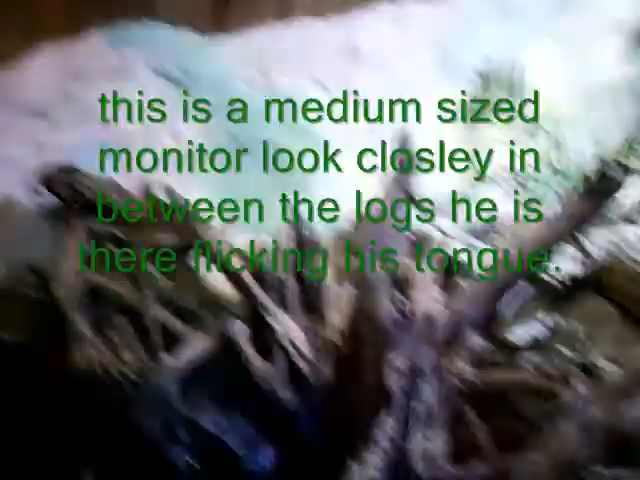 this is a medium sized
monitor look closley in
between the logs he is
there flicking his tongue.